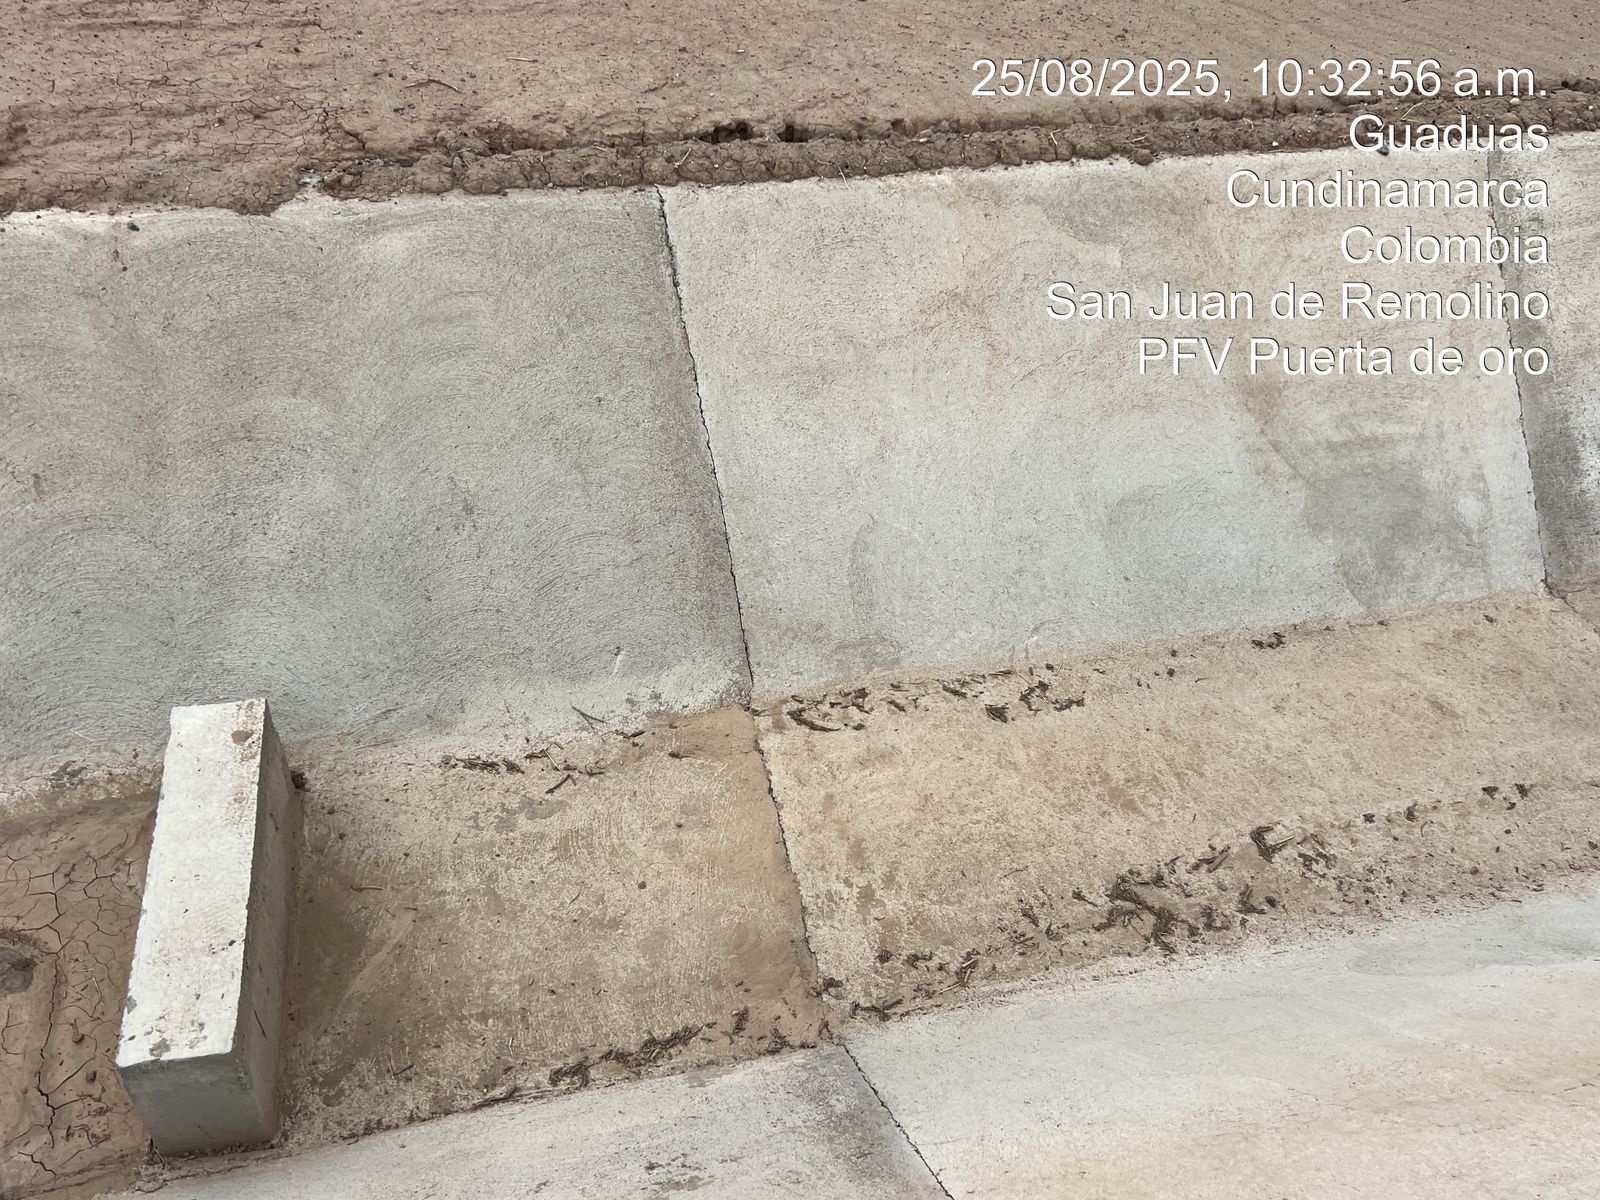 25/08/2025, 10:32:56 a.m.
Guaduas
Cundinamarca
Colombia
San Juan de Remolino
PFV Puerta de oro